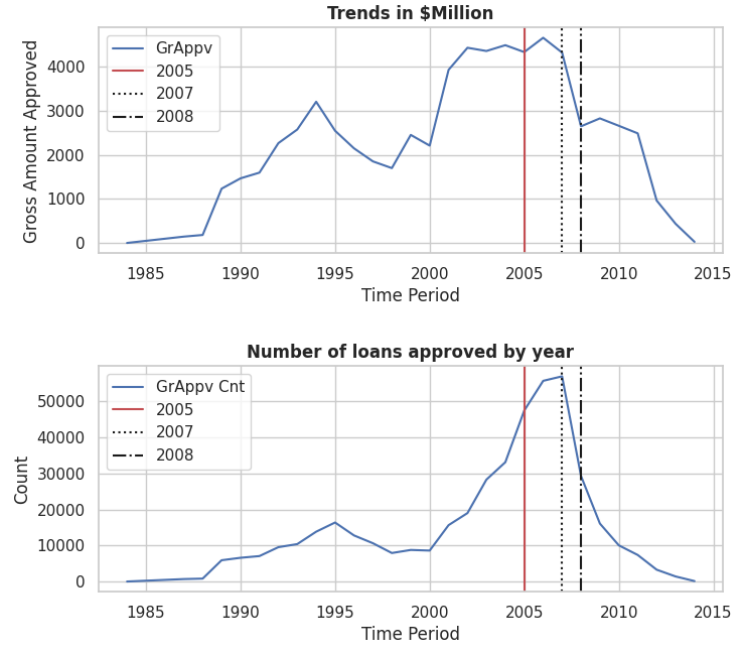 Trends in $Million
GrAppv
2005
2007
2008
Gross Amount Approved
4000
3000
2000
1000
0
1985 1990 1995 2000 2005 2010 2015
Time Period
Number of loans approved by year
GrAppv Cnt
2005
2007
2008
Count
50000
40000
30000
20000
10000
0
1985 1990 1995 2000 2005 2010 2015
Time Period